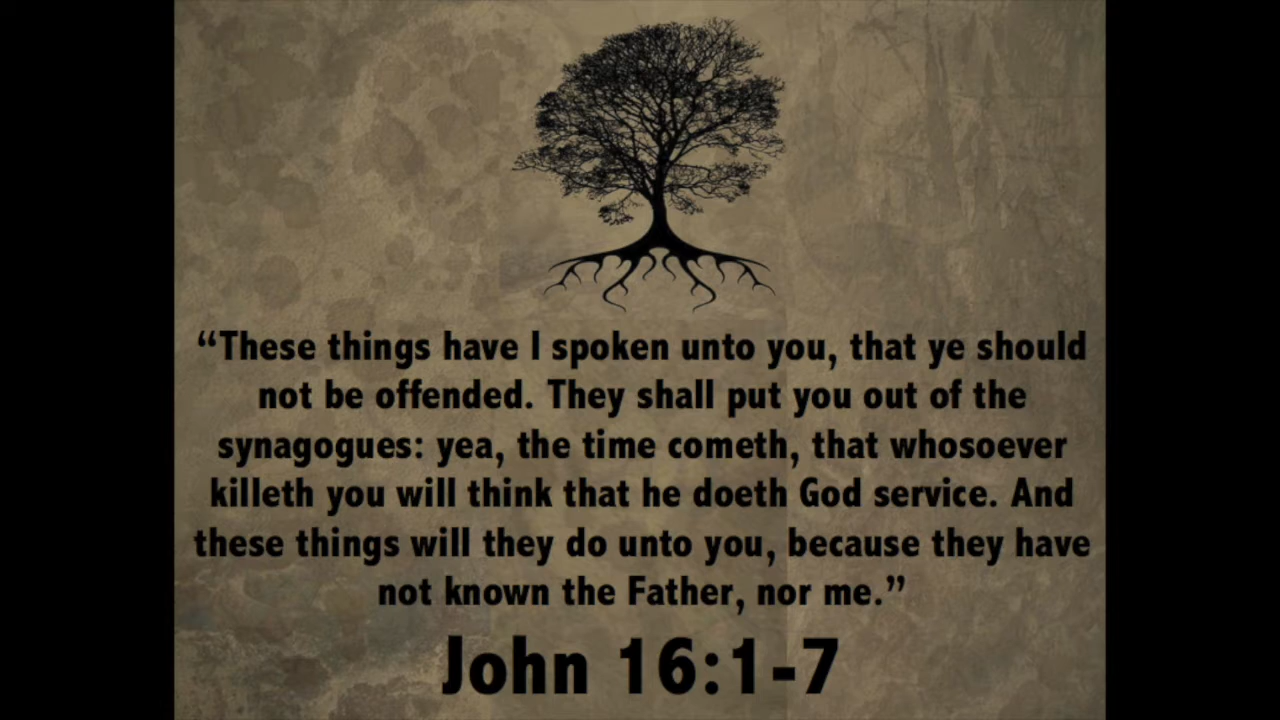 “These things have I spoken unto you, that ye should
not be offended. They shall put you out of the
synagogues: yea, the time cometh, that whosoever
killeth you will think that he doeth God service. And
these things will they do unto you, because they have
not known the Father, nor me.”
John 16:1-7